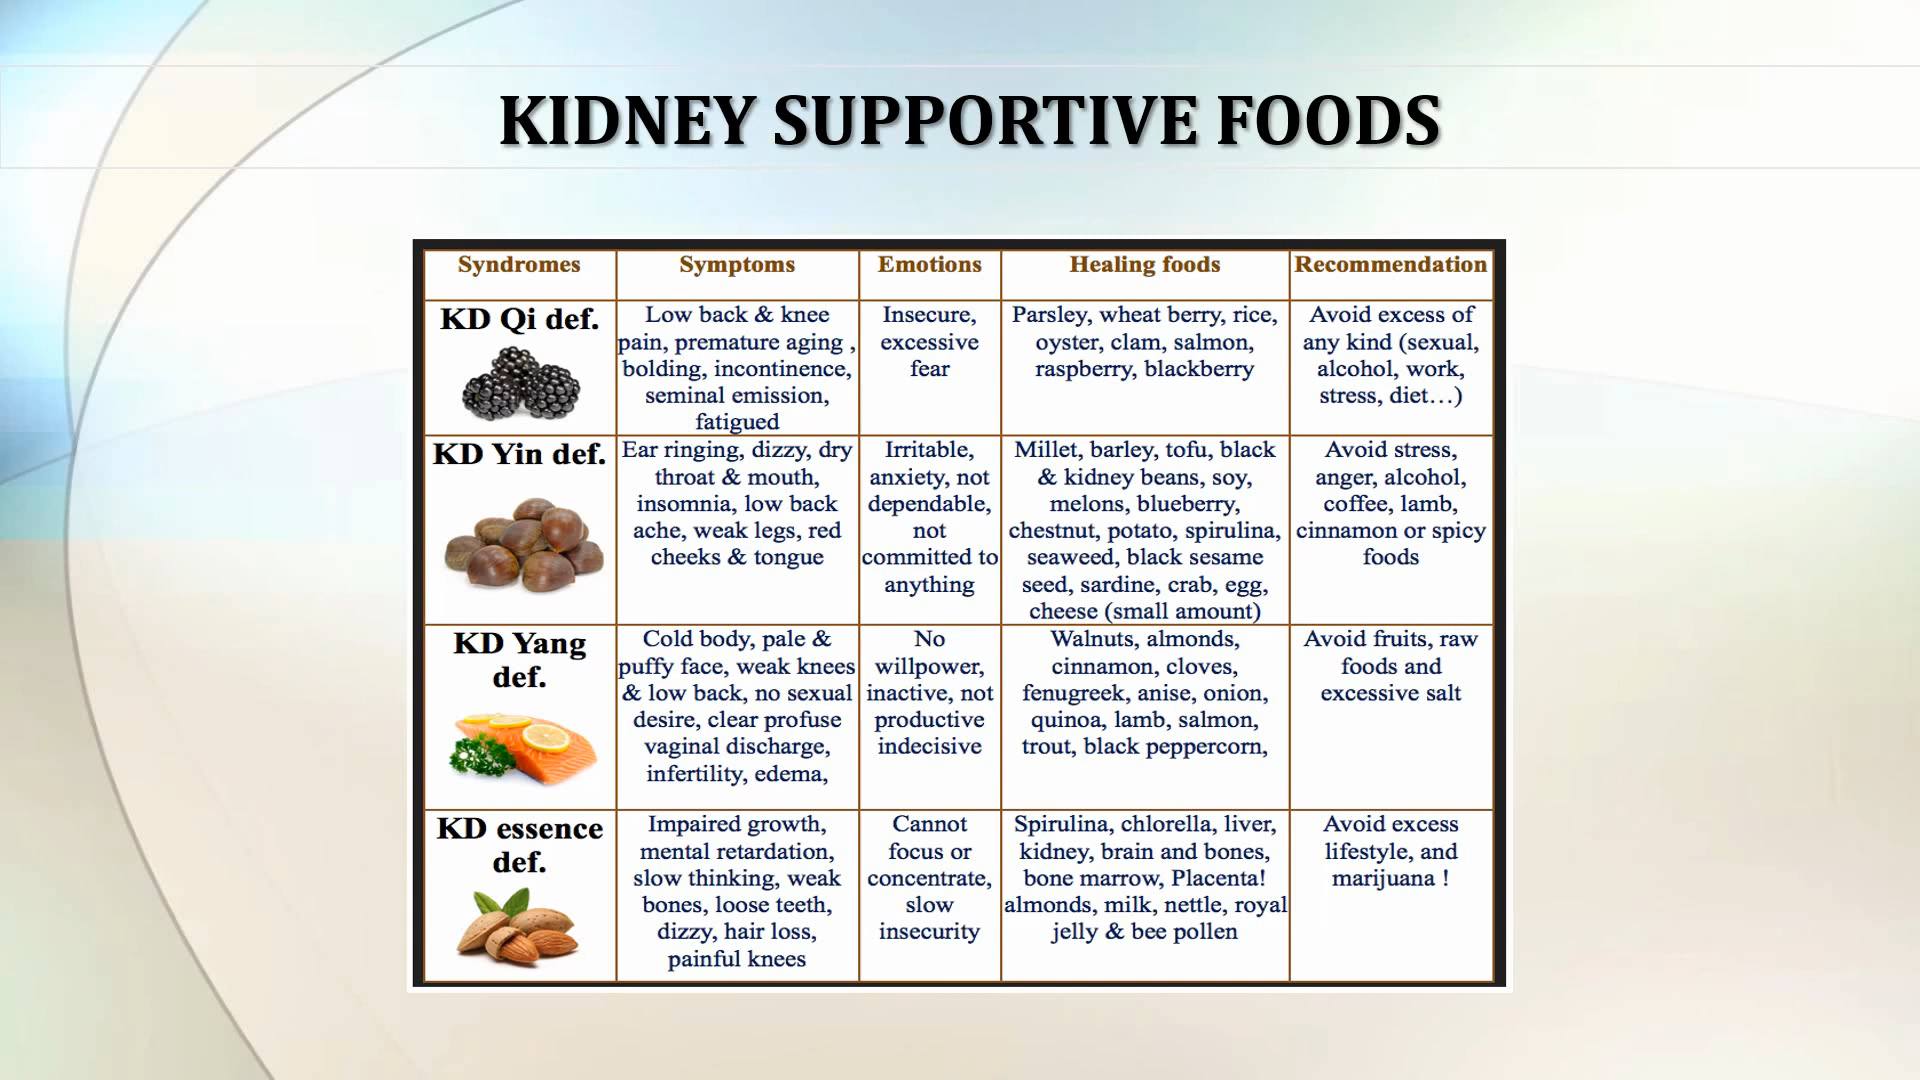 KIDNEY SUPPORTIVE FOODS
Syndromes
Symptoms
Emotions
Healing foods
Recommendation
KD Qi def.
Low back & knee
pain, premature aging ,
bolding, incontinence,
seminal emission,
fatigued
Insecure,
excessive
fear
Parsley, wheat berry, rice,
oyster, clam, salmon,
raspberry, blackberry
Avoid excess of
any kind (sexual,
alcohol, work,
stress, diet…)
KD Yin def.
Ear ringing, dizzy, dry
throat & mouth,
insomnia, low back
ache, weak legs, red
cheeks & tongue
Irritable,
anxiety, not
dependable,
not
committed to
anything
Millet, barley, tofu, black
& kidney beans, soy,
melons, blueberry,
chestnut, potato, spirulina,
seaweed, black sesame
seed, sardine, crab, egg,
cheese (small amount)
Avoid stress,
anger, alcohol,
coffee, lamb,
cinnamon or spicy
foods
KD Yang
def.
Cold body, pale &
puffy face, weak knees
& low back, no sexual
desire, clear profuse
vaginal discharge,
infertility, edema,
No
willpower,
inactive, not
productive
indecisive
Walnuts, almonds,
cinnamon, cloves,
fenugreek, anise, onion,
quinoa, lamb, salmon,
trout, black peppercorn,
Avoid fruits, raw
foods and
excessive salt
KD essence
def.
Impaired growth,
mental retardation,
slow thinking, weak
bones, loose teeth,
dizzy, hair loss,
painful knees
Cannot
focus or
concentrate,
slow
insecurity
Spirulina, chlorella, liver,
kidney, brain and bones,
bone marrow, Placenta!
almonds, milk, nettle, royal
jelly & bee pollen
Avoid excess
lifestyle, and
marijuana !